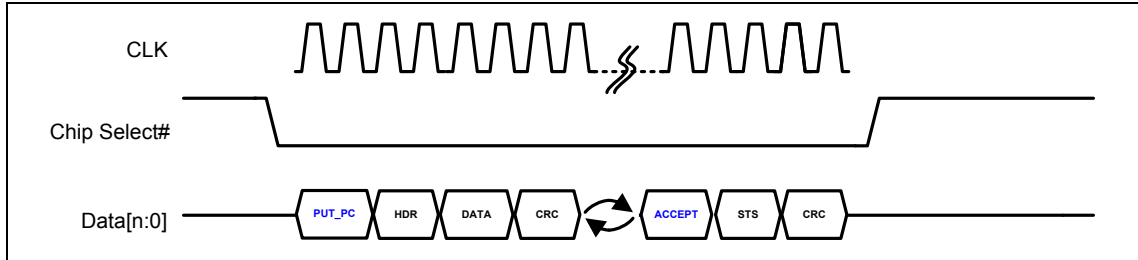 CLK
Chip Select#
Data[n:0] PUT_PC HDR DATA CRC ACCEPT STS CRC